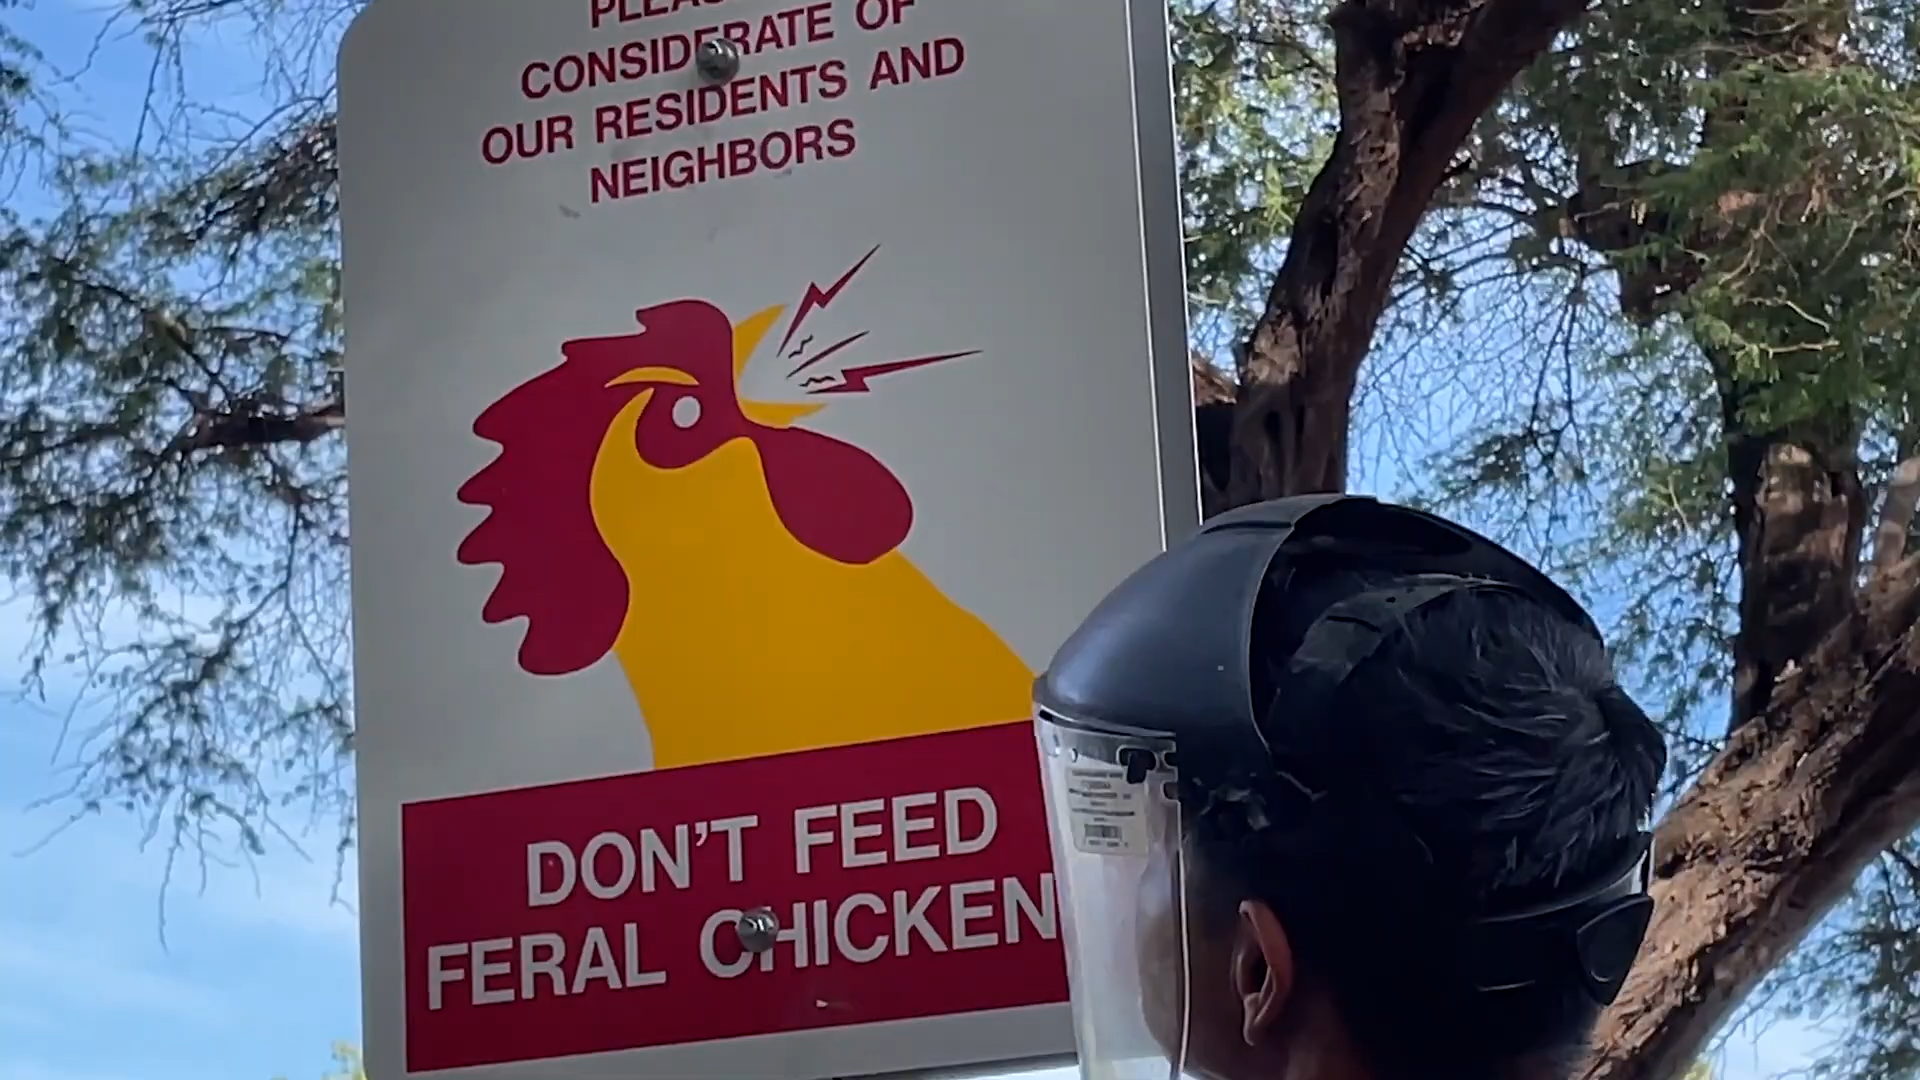 CONSIDERATE OF
OUR RESIDENTS AND
NEIGHBORS
DON'T FEED
FERAL CHICKEN